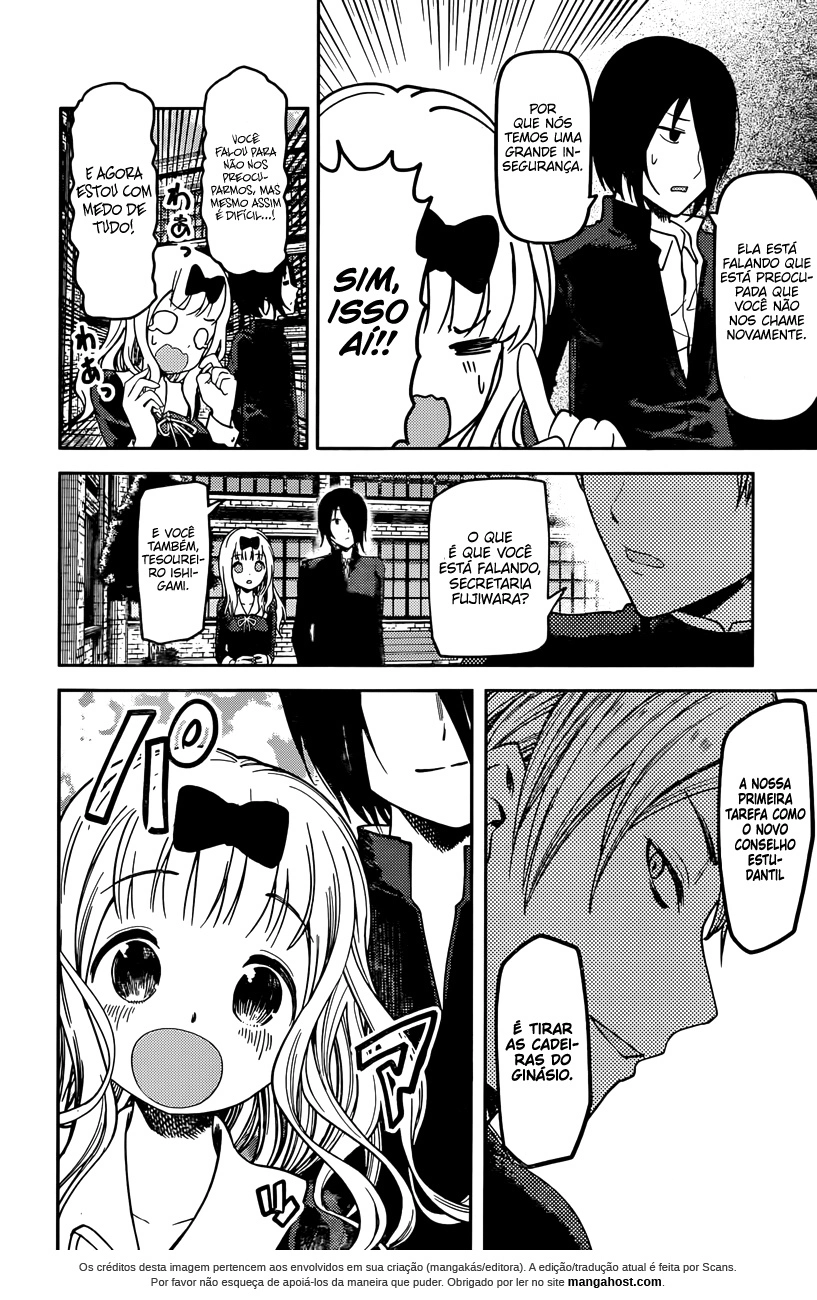 POR
QUE NÓS
TEMOS UMA
GRANDE IN-
SEGURANÇA.
ELA ESTÁ
FALANDO QUE
ESTÁ PREOCU-
PADA QUE
VOCÊ NÃO
NOS CHAME
NOVAMENTE.
SIM,
ISSO
AÍ!!
VOCÊ
FALOU PARA
NÃO NOS
PREOCU-
PARMOS, MAS
MESMO ASSIM
É DIFÍCIL...!
E AGORA
ESTOU COM
MEDO DE
TUDO!
わあっ
わあっ
E VOCÊ
TAMBÉM,
TESOUREI-
RO ISHI-
GAMI.
O QUE
É QUE VOCÊ
ESTÁ FALANDO,
SECRETARIA
FUJIWARA?
A NOSSA
PRIMEIRA
TAREFA COMO
O NOVO
CONSELHO
ESTU-
DANTIL
É TIRAR
AS CADEI-
RAS DO
GINÁSIO.
パアッ
Os créditos desta imagem pertencem aos envolvidos em sua criação (mangakás/editora). A edição/tradução atual é feita por Scans.
Por favor não esqueça de apoiá-los da maneira que puder. Obrigado por ler no site mangahost.com.